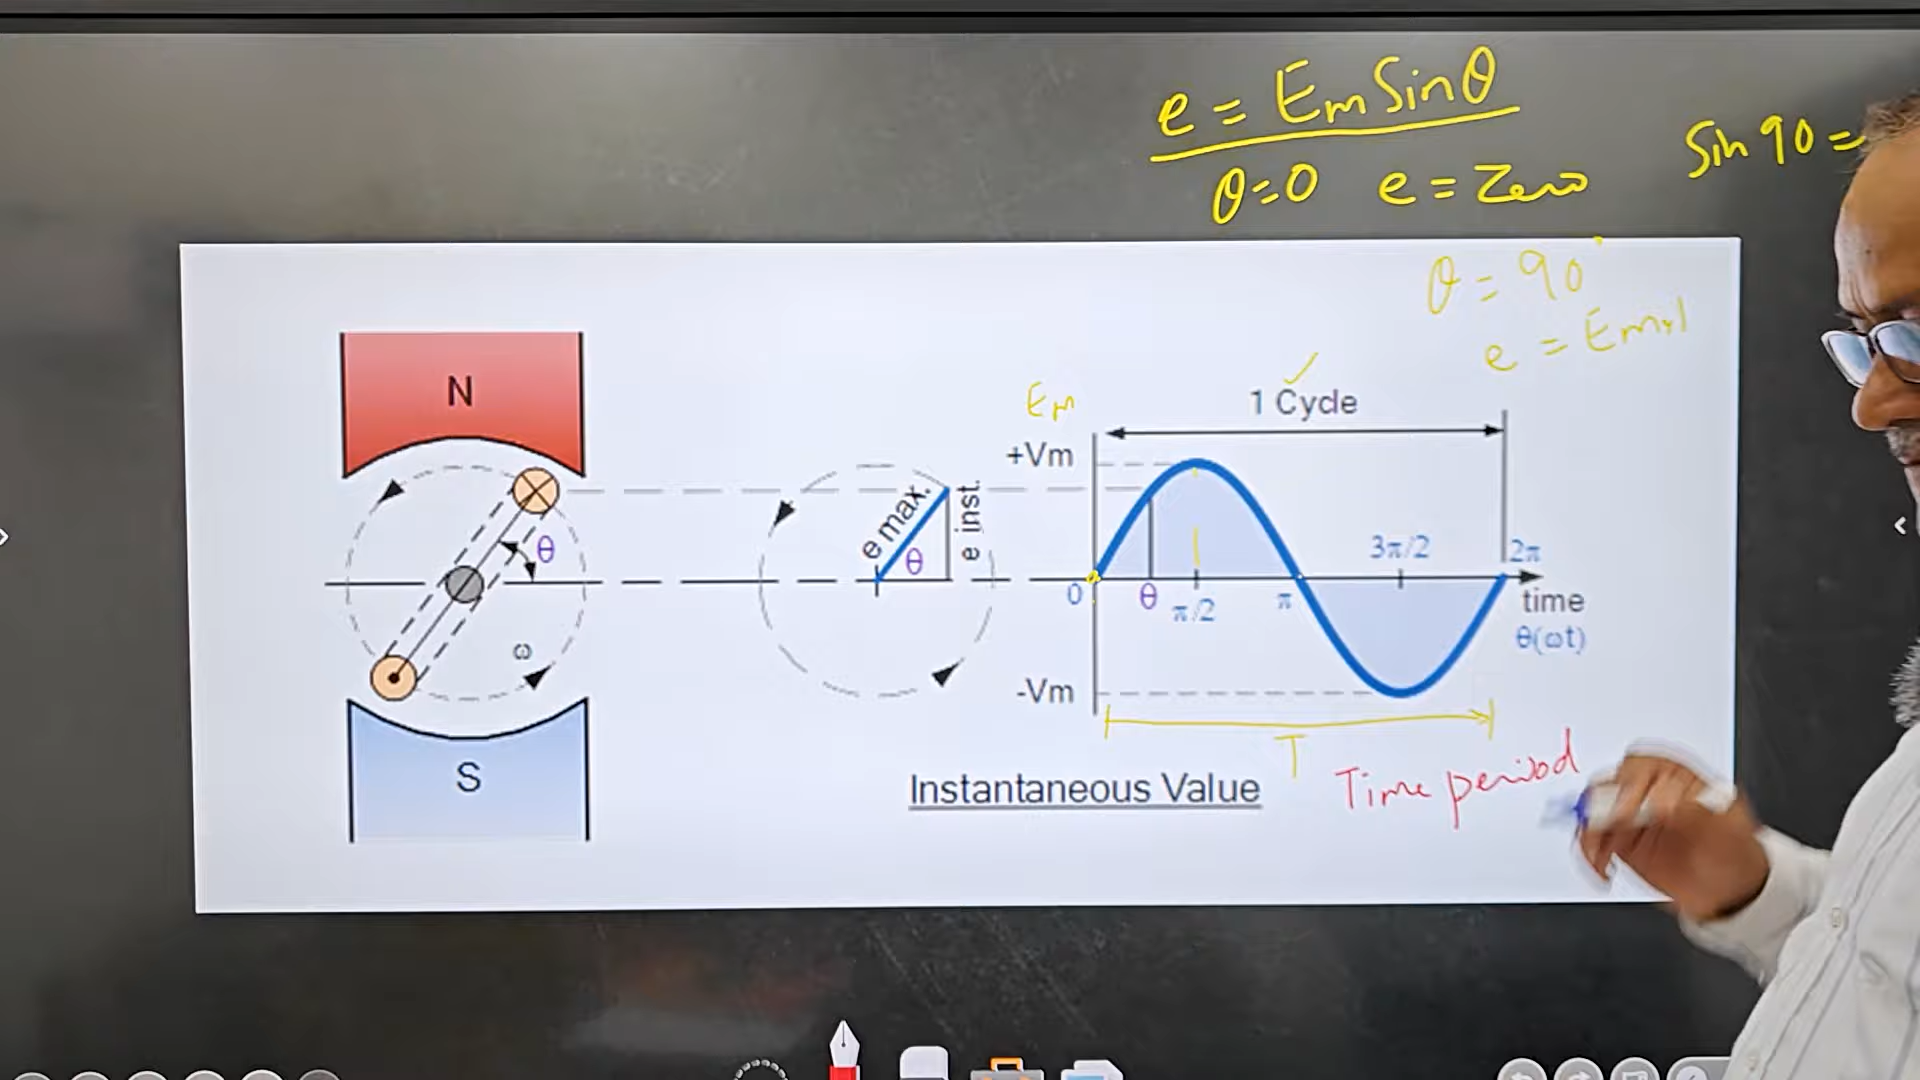 e = Em Sinθ
θ=0 e = Zero
Sin 90 =
θ = 90°
e = Em×1
N
Em
1 Cycle
+Vm
e max.
e inst.
θ
θ
3π/2
2π
0
θ
π/2
π
time
θ(ωt)
ω
-Vm
T
S
Instantaneous Value
Time period